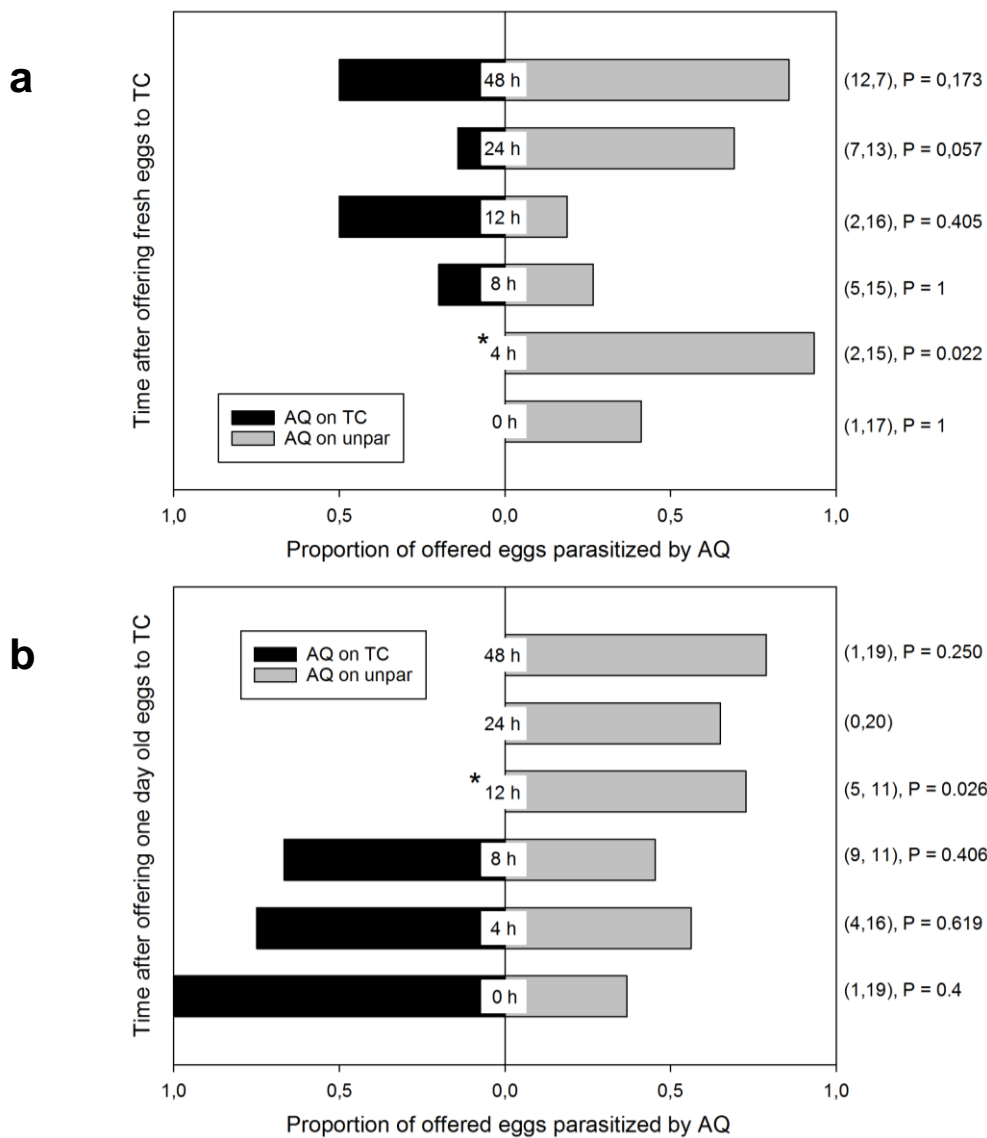 a
Time after offering fresh eggs to TC
48 h
(12,7), P = 0,173
24 h
(7,13), P = 0,057
12 h
(2,16), P = 0.405
8 h
(5,15), P = 1
*
4 h
(2,15), P = 0.022
0 h
(1,17), P = 1
AQ on TC
AQ on unpar
1,0 0,5 0,0 0,5 1,0
Proportion of offered eggs parasitized by AQ
b
Time after offering one day old eggs to TC
AQ on TC
AQ on unpar
48 h
(1,19), P = 0.250
24 h
(0,20)
*
12 h
(5, 11), P = 0.026
8 h
(9, 11), P = 0.406
4 h
(4,16), P = 0.619
0 h
(1,19), P = 0.4
1,0 0,5 0,0 0,5 1,0
Proportion of offered eggs parasitized by AQ